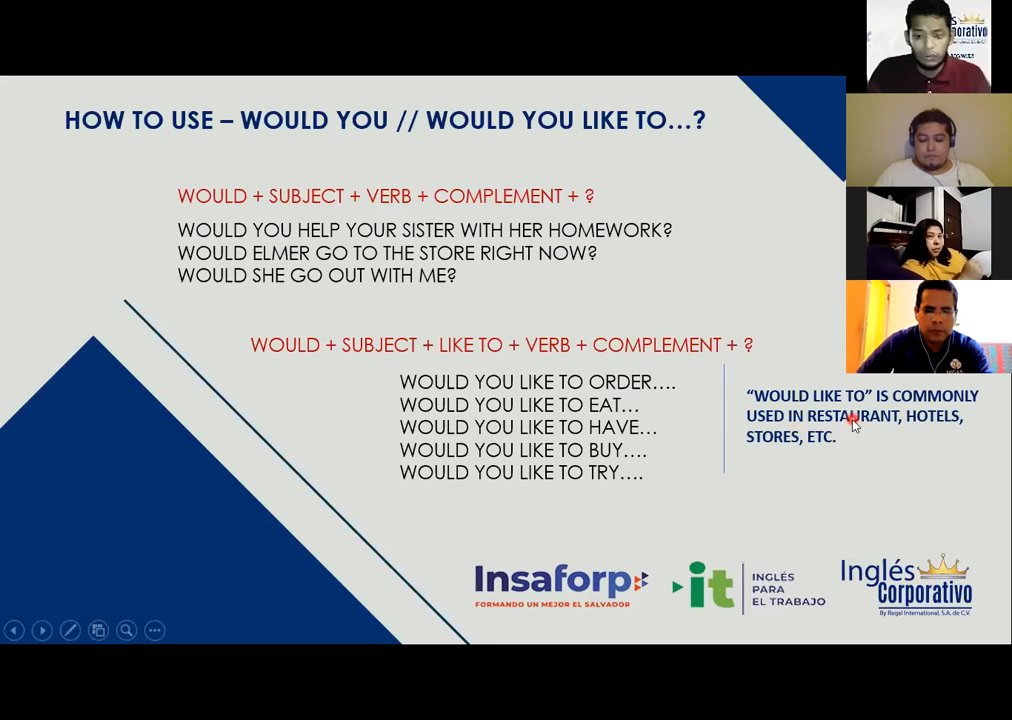 HOW TO USE – WOULD YOU // WOULD YOU LIKE TO…?
WOULD + SUBJECT + VERB + COMPLEMENT + ?
WOULD YOU HELP YOUR SISTER WITH HER HOMEWORK?
WOULD ELMER GO TO THE STORE RIGHT NOW?
WOULD SHE GO OUT WITH ME?
WOULD + SUBJECT + LIKE TO + VERB + COMPLEMENT + ?
WOULD YOU LIKE TO ORDER….
WOULD YOU LIKE TO EAT…
WOULD YOU LIKE TO HAVE…
WOULD YOU LIKE TO BUY….
WOULD YOU LIKE TO TRY….
“WOULD LIKE TO” IS COMMONLY
USED IN RESTAURANT, HOTELS,
STORES, ETC.
Insaforp
FORMANDO UN MEJOR EL SALVADOR
it
INGLÉS
PARA
EL TRABAJO
Inglés
Corporativo
By Regal International, S.A. de C.V.